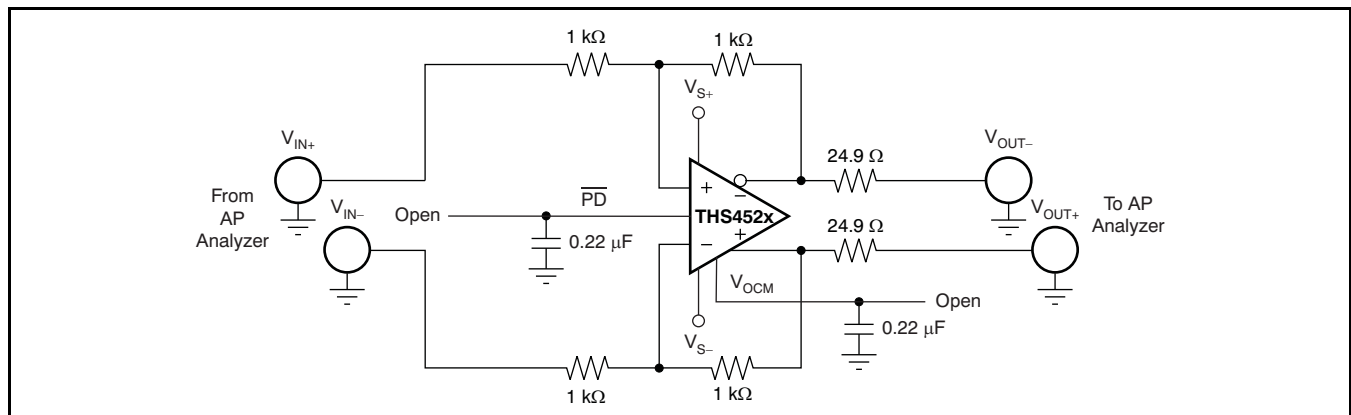 1 kΩ
1 kΩ
V_S+
V_IN+
V_OUT−
24.9 Ω
From
AP
Analyzer
V_IN−
Open
PD
+
−
THS452x
−
+
V_OUT+
To AP
Analyzer
24.9 Ω
0.22 μF
V_OCM
Open
V_S−
0.22 μF
1 kΩ
1 kΩ